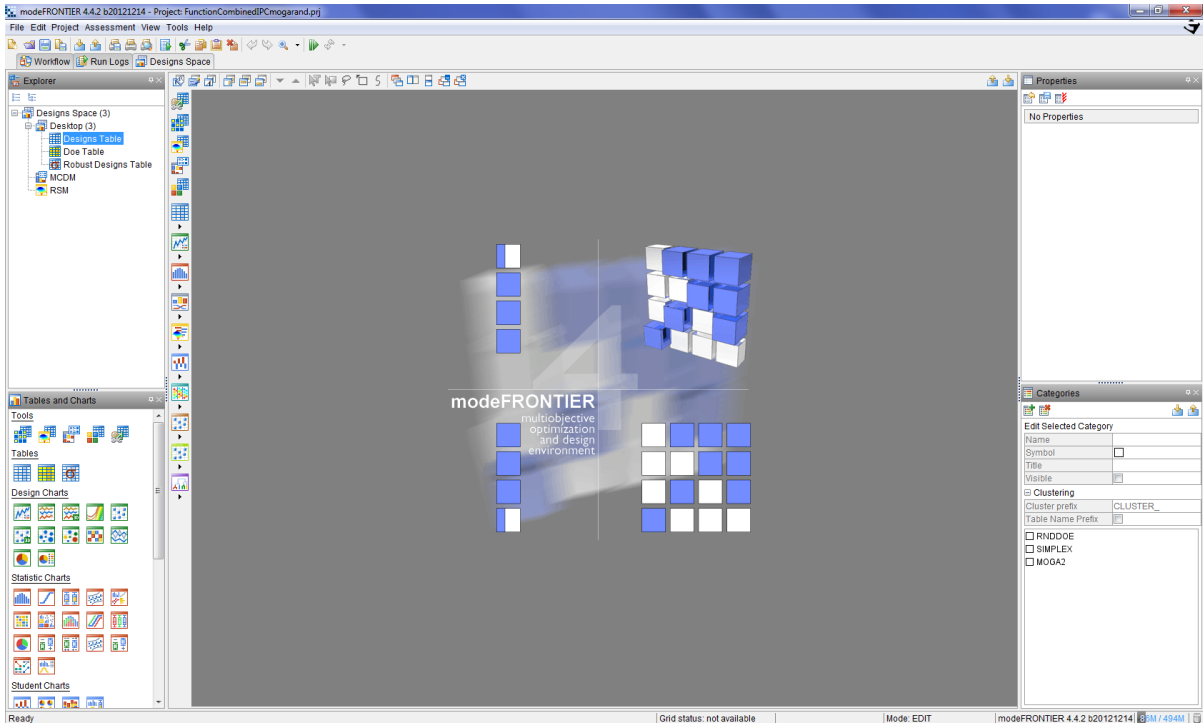 modeFRONTIER 4.4.2 b20121214 - Project: FunctionCombinedIPCmogarand.prj
File Edit Project Assessment View Tools Help
Workflow Run Logs Designs Space
Explorer
Designs Space (3)
Desktop (3)
Designs Table
Doe Table
Robust Designs Table
MCDM
RSM
Tables and Charts
Tools
Tables
Design Charts
Statistic Charts
Student Charts
4
modeFRONTIER
multiobjective
optimization
and design
environment
Properties
No Properties
Categories
Edit Selected Category
Name
Symbol
Title
Visible
Clustering
Cluster prefix CLUSTER_
Table Name Prefix
RNDDOE
SIMPLEX
MOGA2
Ready
Grid status: not available
Mode: EDIT
modeFRONTIER 4.4.2 b20121214
M / 494M